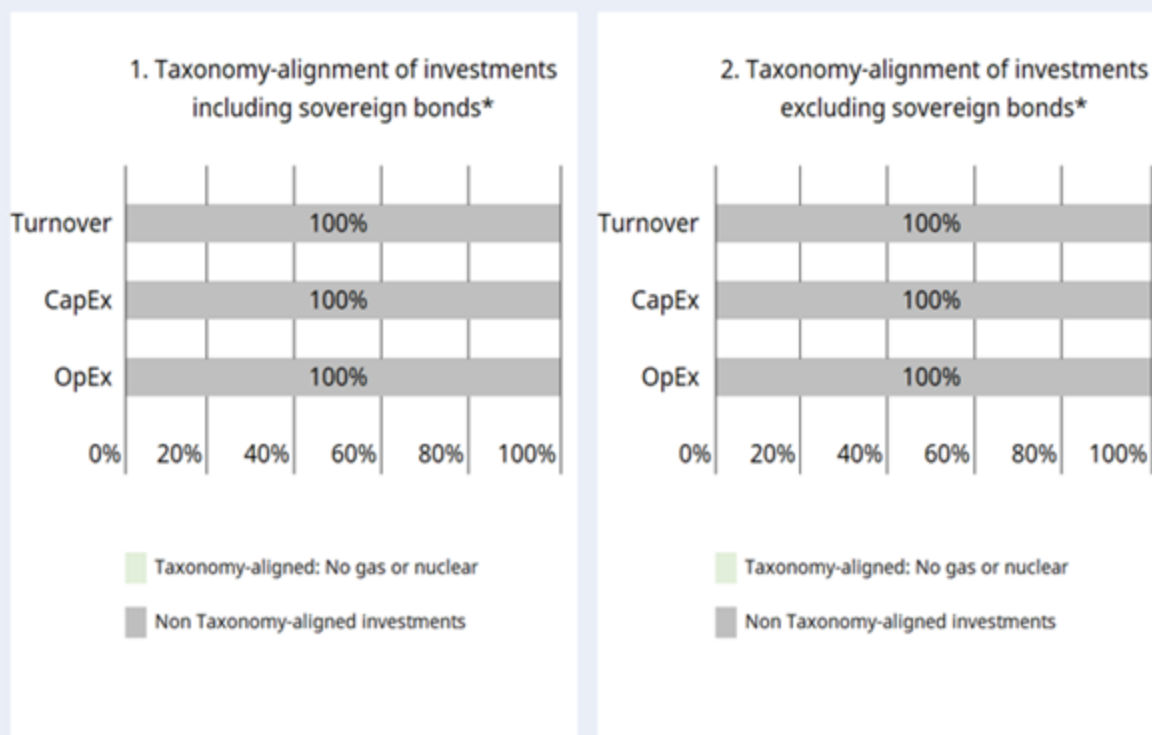 1. Taxonomy-alignment of investments
including sovereign bonds*
Turnover 100%
CapEx 100%
OpEx 100%
0% 20% 40% 60% 80% 100%
Taxonomy-aligned: No gas or nuclear
Non Taxonomy-aligned investments
2. Taxonomy-alignment of investments
excluding sovereign bonds*
Turnover 100%
CapEx 100%
OpEx 100%
0% 20% 40% 60% 80% 100%
Taxonomy-aligned: No gas or nuclear
Non Taxonomy-aligned investments